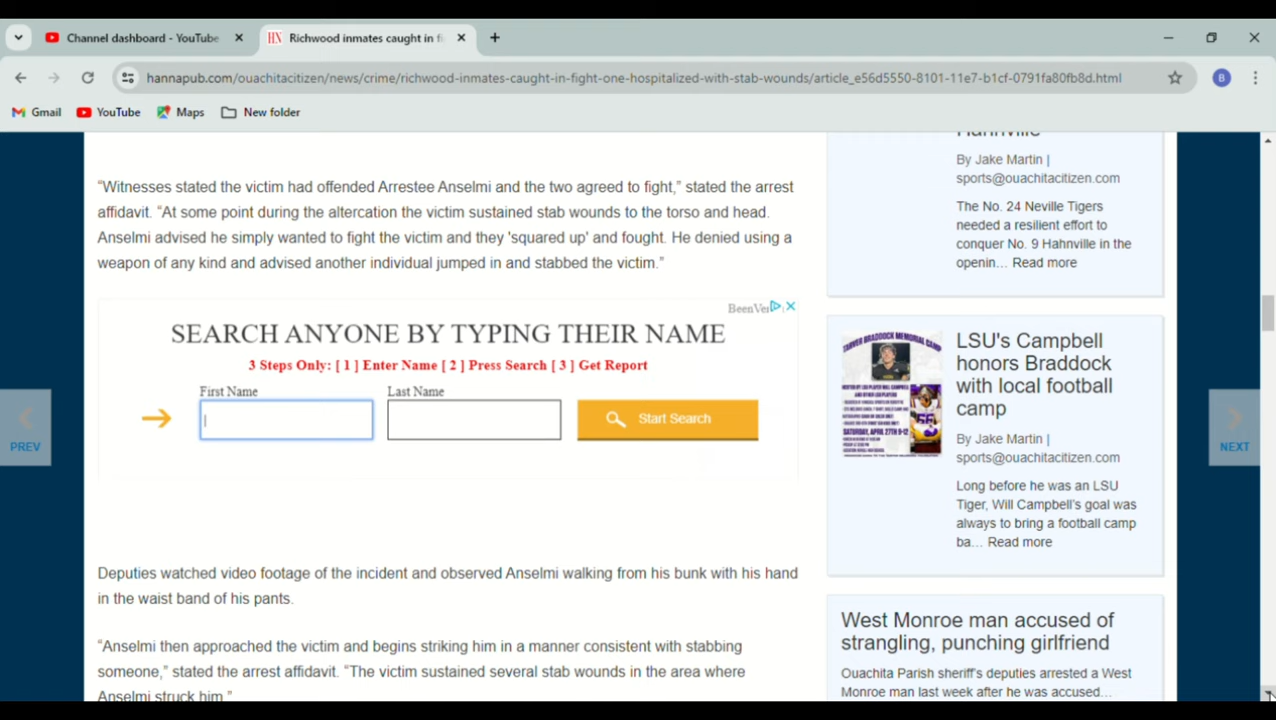 Channel dashboard - YouTube
Richwood inmates caught in fi
hannapub.com/ouachitacitizen/news/crime/richwood-inmates-caught-in-fight-one-hospitalized-with-stab-wounds/article_e56d5550-8101-11e7-b1cf-0791fa80fb8d.html
B
Gmail
YouTube
Maps
New folder
“Witnesses stated the victim had offended Arrestee Anselmi and the two agreed to fight,” stated the arrest
affidavit. “At some point during the altercation the victim sustained stab wounds to the torso and head.
Anselmi advised he simply wanted to fight the victim and they 'squared up' and fought. He denied using a
weapon of any kind and advised another individual jumped in and stabbed the victim.”
BeenVer
SEARCH ANYONE BY TYPING THEIR NAME
3 Steps Only: [ 1 ] Enter Name [ 2 ] Press Search [ 3 ] Get Report
First Name
Last Name
Start Search
PREV
Deputies watched video footage of the incident and observed Anselmi walking from his bunk with his hand
in the waist band of his pants.
“Anselmi then approached the victim and begins striking him in a manner consistent with stabbing
someone,” stated the arrest affidavit. “The victim sustained several stab wounds in the area where
Anselmi struck him.”
Hahnville
By Jake Martin |
sports@ouachitacitizen.com
The No. 24 Neville Tigers
needed a resilient effort to
conquer No. 9 Hahnville in the
openin… Read more
TARVER BRADDOCK MEMORIAL CAMP
SATURDAY, APRIL 27TH 9-12
LSU's Campbell
honors Braddock
with local football
camp
By Jake Martin |
sports@ouachitacitizen.com
Long before he was an LSU
Tiger, Will Campbell's goal was
always to bring a football camp
ba… Read more
NEXT
West Monroe man accused of
strangling, punching girlfriend
Ouachita Parish sheriff's deputies arrested a West
Monroe man last week after he was accused...